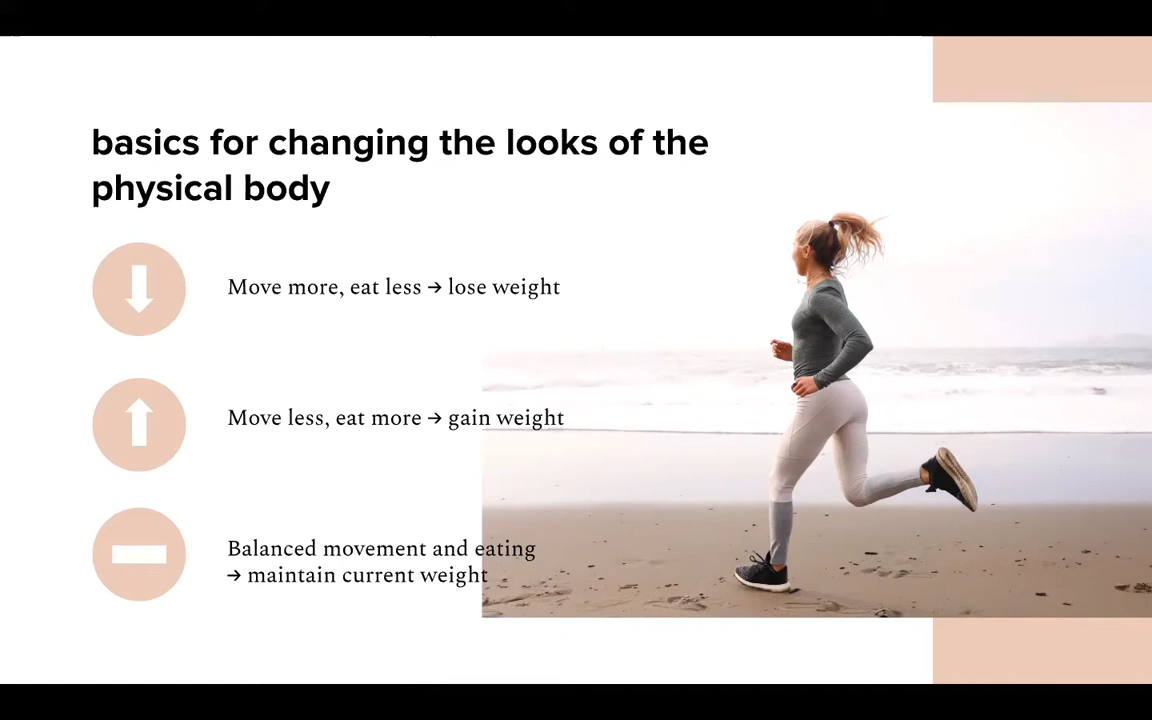 basics for changing the looks of the
physical body
Move more, eat less → lose weight
Move less, eat more → gain weight
Balanced movement and eating
→ maintain current weight